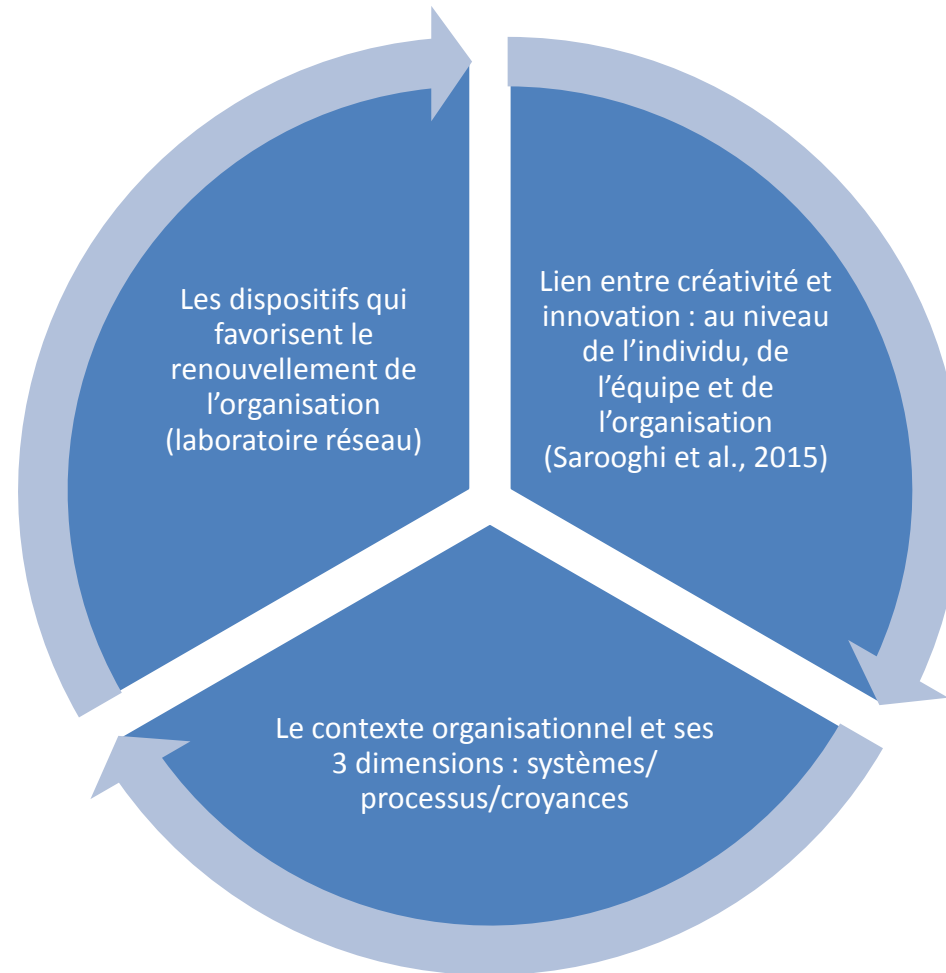 Les dispositifs qui
favorisent le
renouvellement de
l’organisation
(laboratoire réseau)
Lien entre créativité et
innovation : au niveau
de l’individu, de
l’équipe et de
l’organisation
(Sarooghi et al., 2015)
Le contexte organisationnel et ses
3 dimensions : systèmes/
processus/croyances